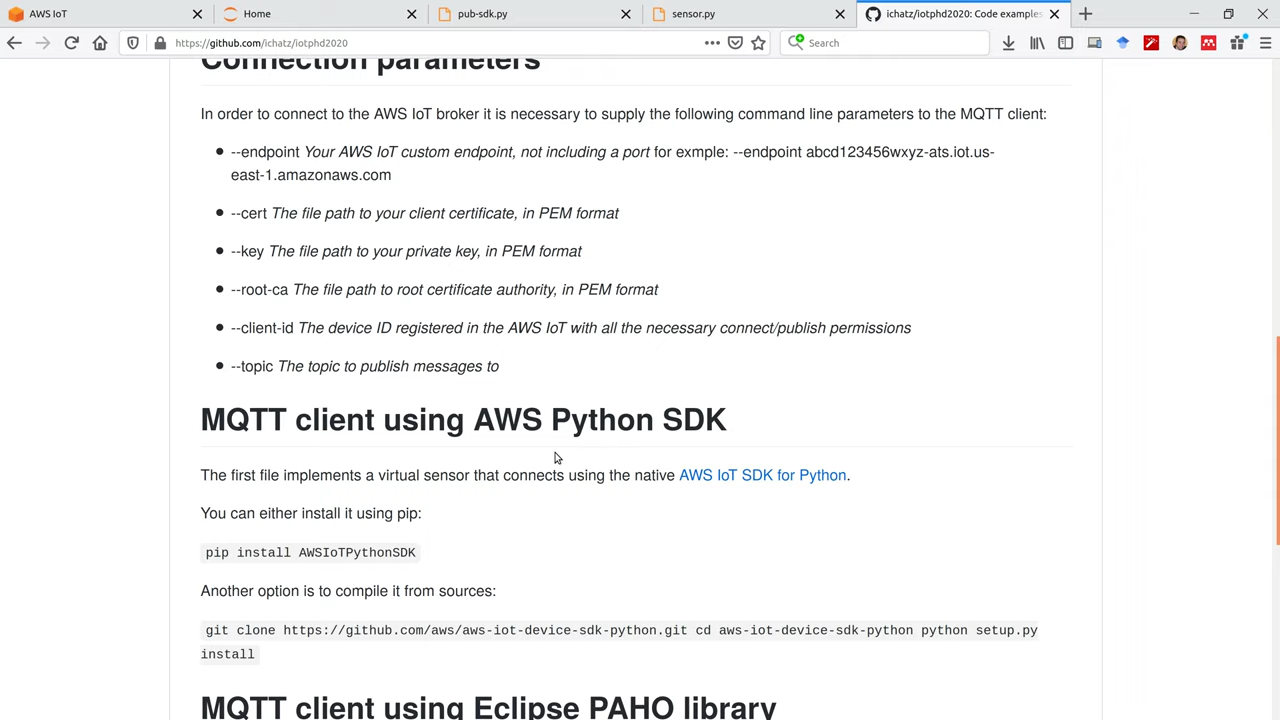 AWS IoT
Home
pub-sdk.py
sensor.py
ichatz/iotphd2020: Code examples
https://github.com/ichatz/iotphd2020
Search
Connection parameters
In order to connect to the AWS IoT broker it is necessary to supply the following command line parameters to the MQTT client:
--endpoint Your AWS IoT custom endpoint, not including a port for exmple: --endpoint abcd123456wxyz-ats.iot.us-
east-1.amazonaws.com
--cert The file path to your client certificate, in PEM format
--key The file path to your private key, in PEM format
--root-ca The file path to root certificate authority, in PEM format
--client-id The device ID registered in the AWS IoT with all the necessary connect/publish permissions
--topic The topic to publish messages to
MQTT client using AWS Python SDK
The first file implements a virtual sensor that connects using the native AWS IoT SDK for Python.
You can either install it using pip:
pip install AWSIoTPythonSDK
Another option is to compile it from sources:
git clone https://github.com/aws/aws-iot-device-sdk-python.git cd aws-iot-device-sdk-python python setup.py
install
MQTT client using Eclipse PAHO library